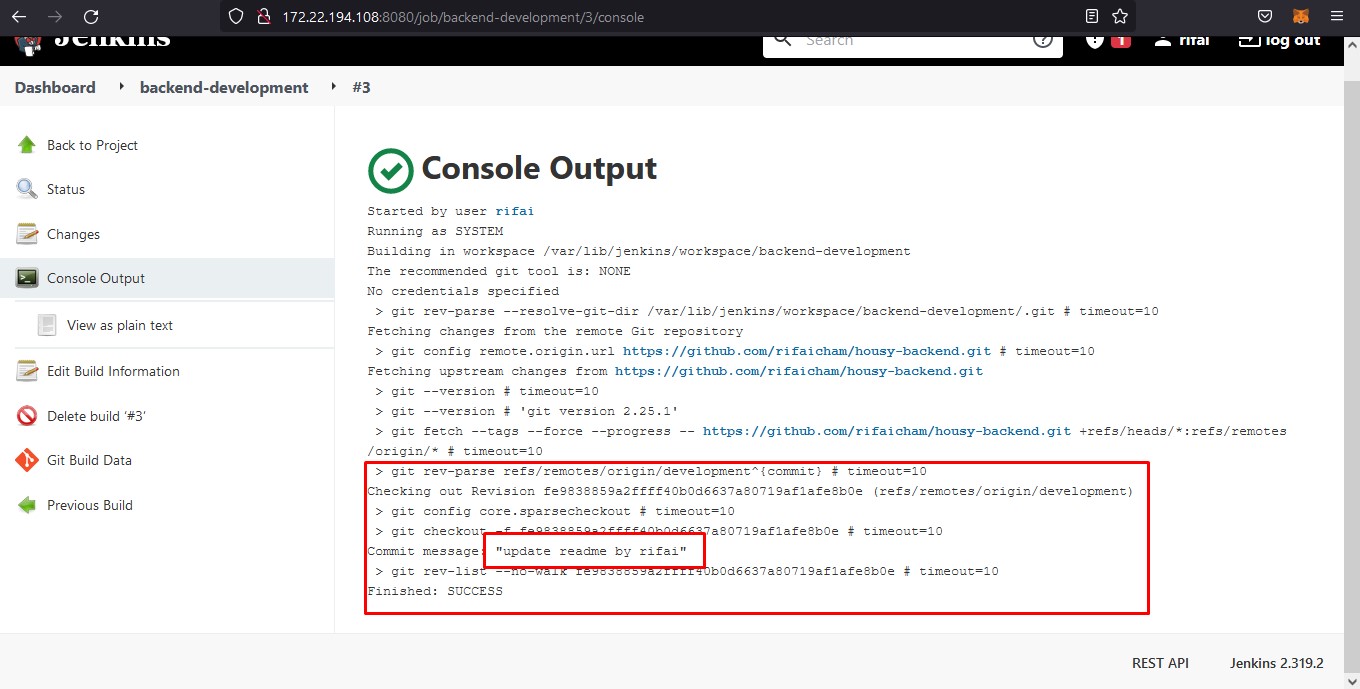 172.22.194.108:8080/job/backend-development/3/console
Jenkins
Search
1
rifai
log out
Dashboard
backend-development
#3
Back to Project
Status
Changes
Console Output
View as plain text
Edit Build Information
Delete build ‘#3’
Git Build Data
Previous Build
Console Output
Started by user rifai
Running as SYSTEM
Building in workspace /var/lib/jenkins/workspace/backend-development
The recommended git tool is: NONE
No credentials specified
> git rev-parse --resolve-git-dir /var/lib/jenkins/workspace/backend-development/.git # timeout=10
Fetching changes from the remote Git repository
> git config remote.origin.url https://github.com/rifaicham/housy-backend.git # timeout=10
Fetching upstream changes from https://github.com/rifaicham/housy-backend.git
> git --version # timeout=10
> git --version # 'git version 2.25.1'
> git fetch --tags --force --progress -- https://github.com/rifaicham/housy-backend.git +refs/heads/*:refs/remotes
/origin/* # timeout=10
> git rev-parse refs/remotes/origin/development^{commit} # timeout=10
Checking out Revision fe9838859a2ffff40b0d6637a80719af1afe8b0e (refs/remotes/origin/development)
> git config core.sparsecheckout # timeout=10
> git checkout -f fe9838859a2ffff40b0d6637a80719af1afe8b0e # timeout=10
Commit message: "update readme by rifai"
> git rev-list --no-walk fe9838859a2ffff40b0d6637a80719af1afe8b0e # timeout=10
Finished: SUCCESS
REST API
Jenkins 2.319.2